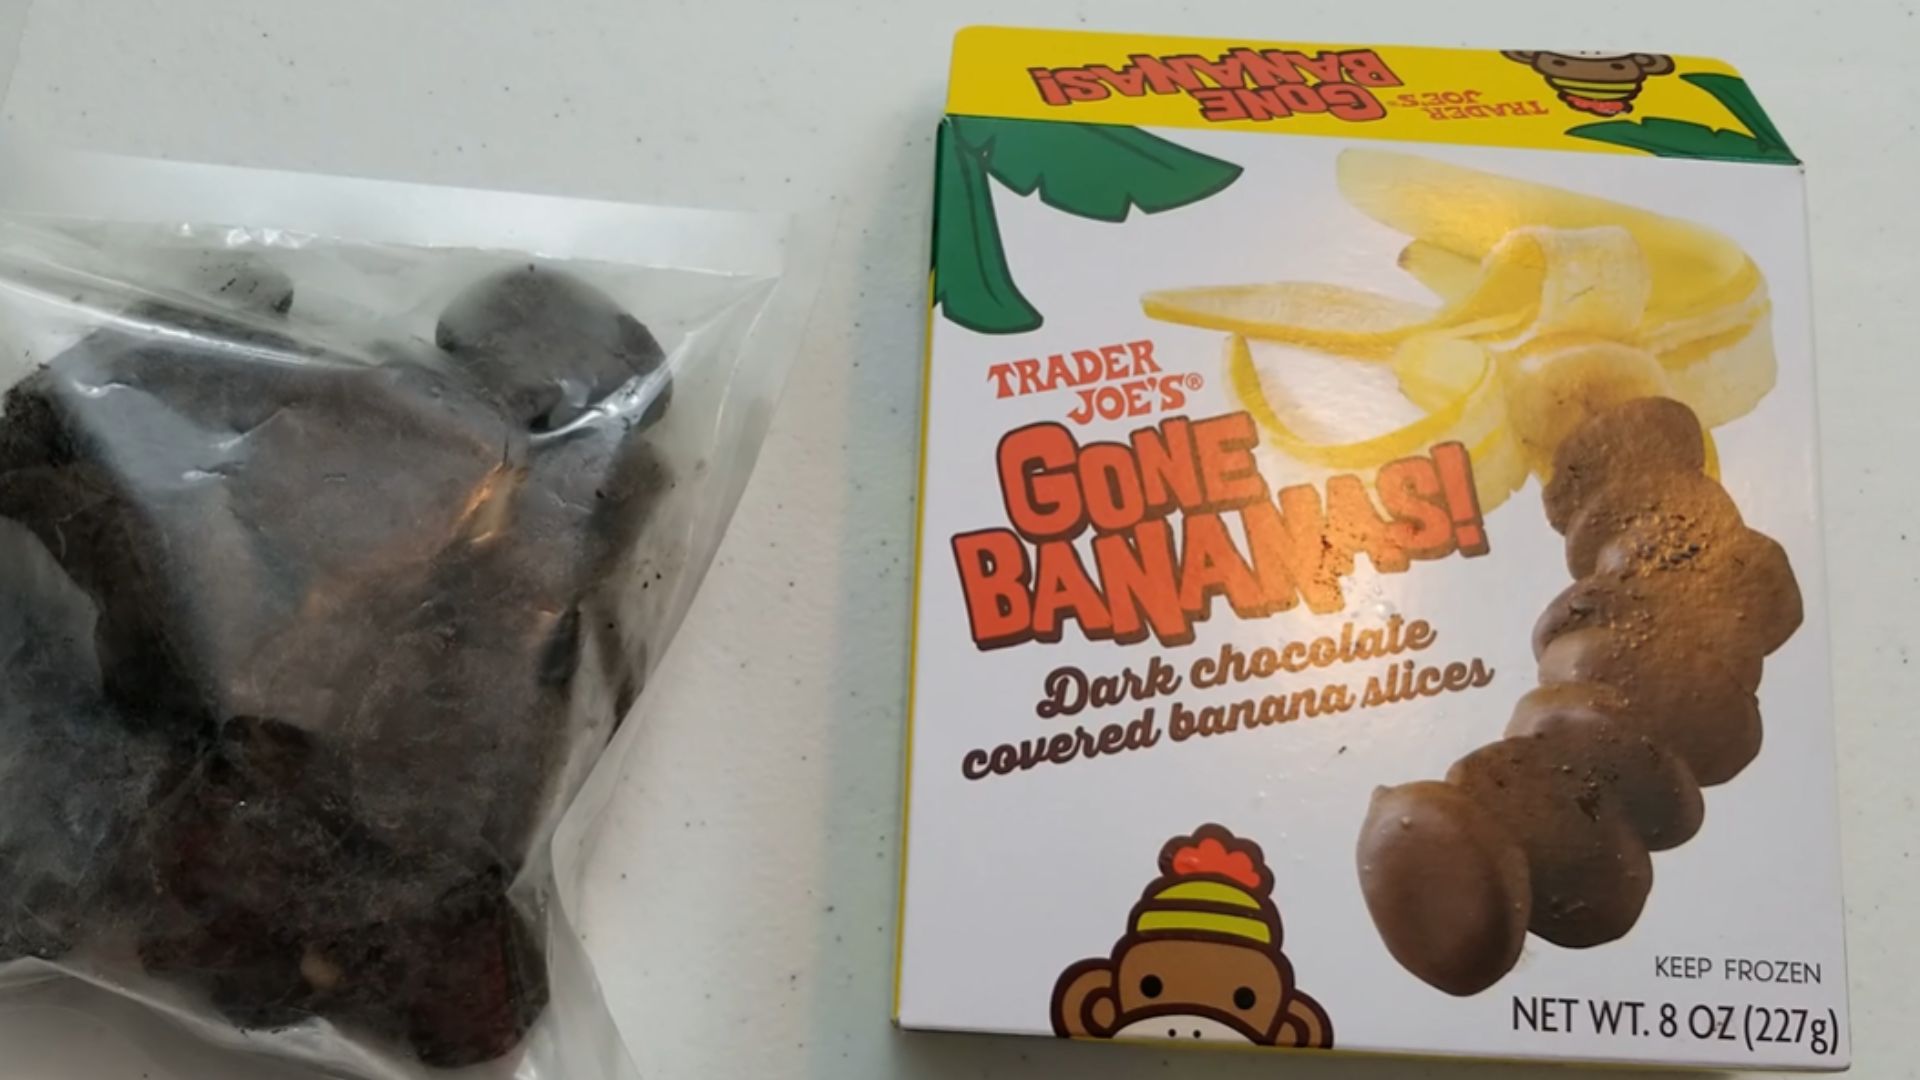 TRADER
JOE'S
GONE
BANANAS!
TRADER
JOE'S®
GONE
BANANAS!
Dark chocolate
covered banana slices
KEEP FROZEN
NET WT. 8 OZ (227g)